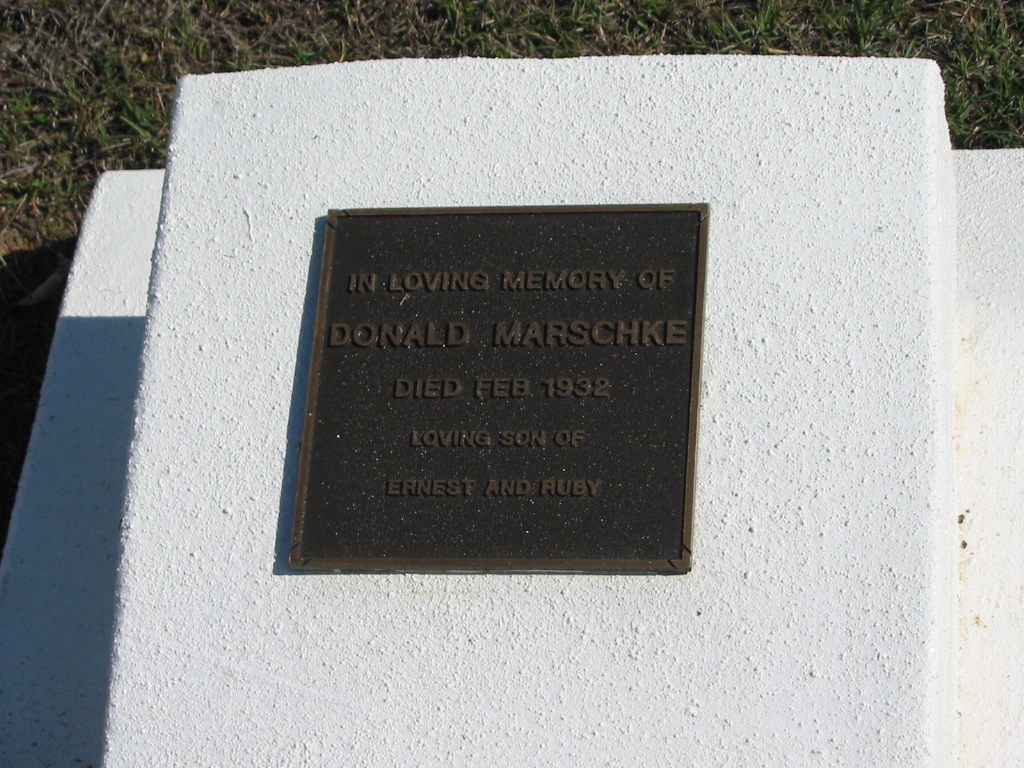 IN LOVING MEMORY OF
DONALD MARSCHKE
DIED FEB 1932
LOVING SON OF
ERNEST AND RUBY